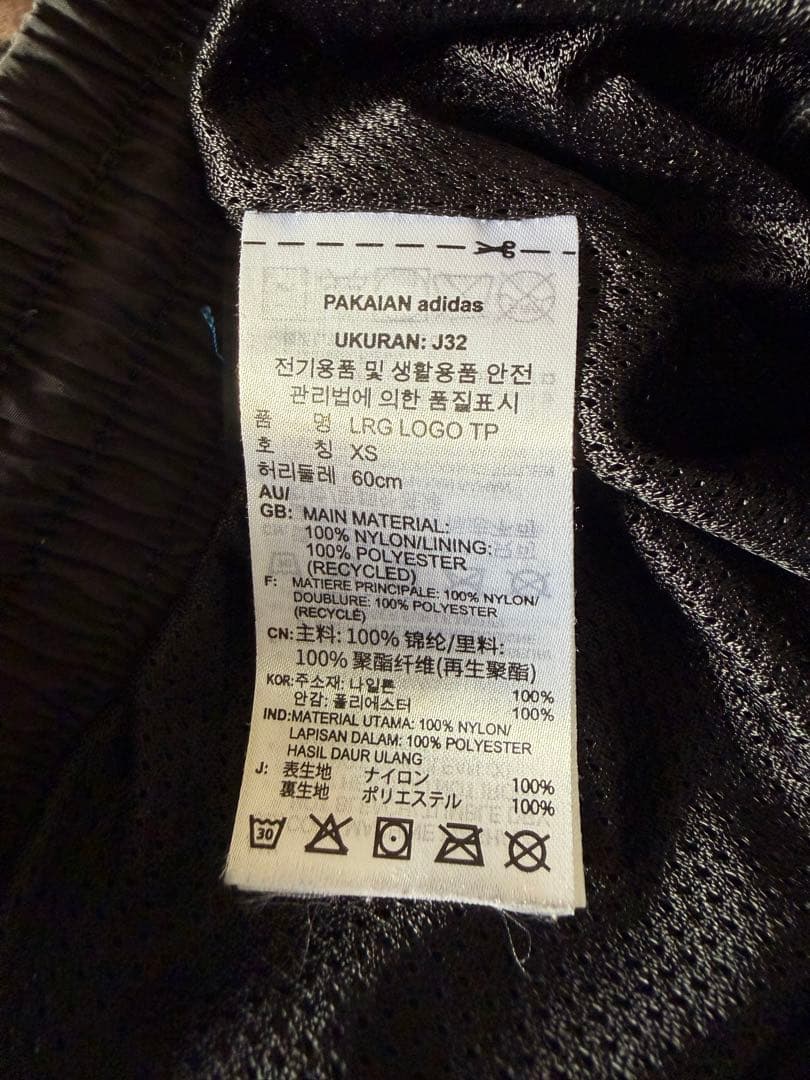 PAKAIAN adidas
UKURAN: J32
전기용품 및 생활용품 안전
관리법에 의한 품질표시
품 명 LRG LOGO TP
호 칭 XS
허리둘레 60cm
AU/
GB: MAIN MATERIAL:
100% NYLON/LINING:
100% POLYESTER
(RECYCLED)
F: MATIERE PRINCIPALE: 100% NYLON/
DOUBLURE: 100% POLYESTER
(RECYCLÉ)
CN: 主料: 100% 锦纶/里料:
100% 聚酯纤维(再生聚酯)
KOR: 주소재: 나일론 100%
안감: 폴리에스터 100%
IND: MATERIAL UTAMA: 100% NYLON/
LAPISAN DALAM: 100% POLYESTER
HASIL DAUR ULANG
J: 表生地 ナイロン 100%
裏生地 ポリエステル 100%
30